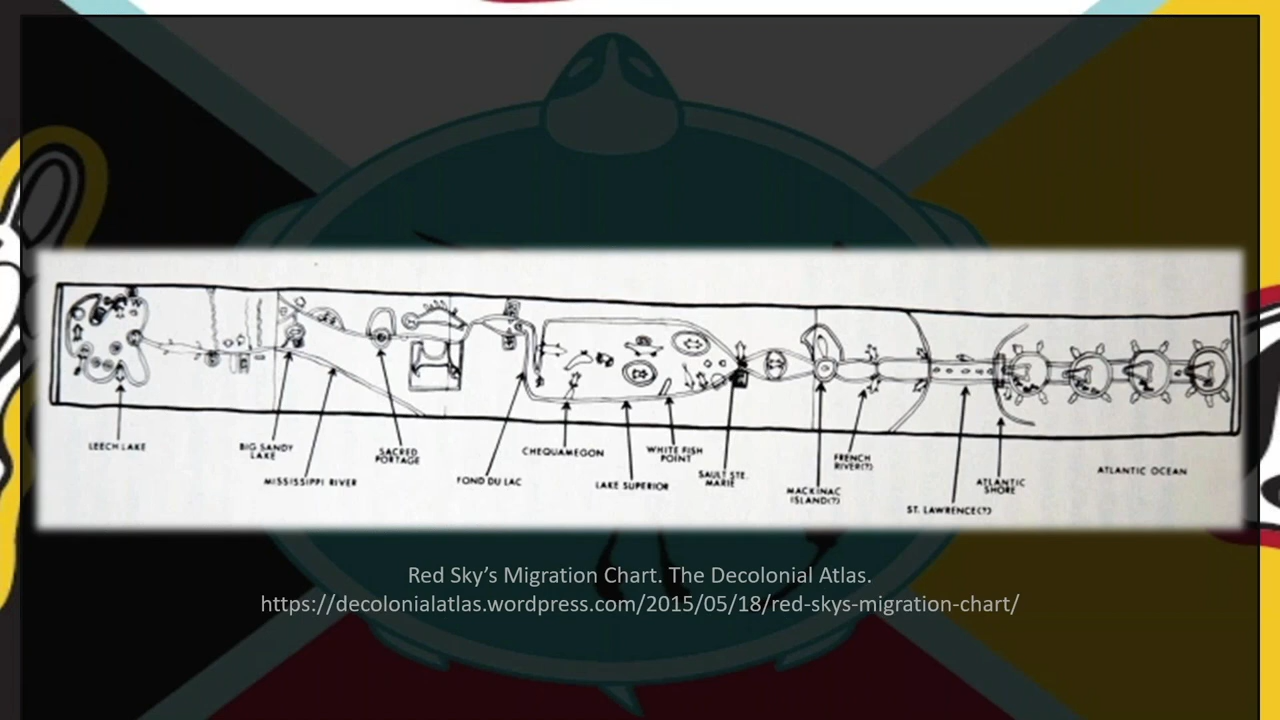 LEECH LAKE
BIG SANDY
LAKE
MISSISSIPPI RIVER
SACRED
PORTAGE
FOND DU LAC
CHEQUAMEGON
LAKE SUPERIOR
WHITE FISH
POINT
SAULT STE.
MARIE
MACKINAC
ISLAND(?)
FRENCH
RIVER(?)
ST. LAWRENCE(?)
ATLANTIC
SHORE
ATLANTIC OCEAN
Red Sky’s Migration Chart. The Decolonial Atlas.
https://decolonialatlas.wordpress.com/2015/05/18/red-skys-migration-chart/